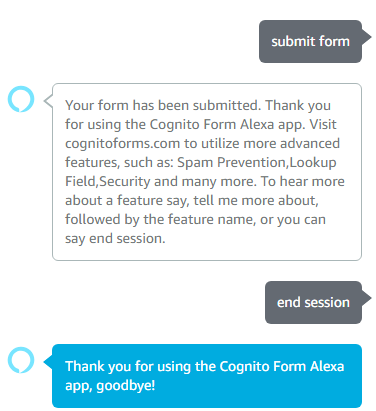 submit form
Your form has been submitted. Thank you
for using the Cognito Form Alexa app. Visit
cognitoforms.com to utilize more advanced
features, such as: Spam Prevention,Lookup
Field,Security and many more. To hear more
about a feature say, tell me more about,
followed by the feature name, or you can
say end session.
end session
Thank you for using the Cognito Form Alexa
app, goodbye!